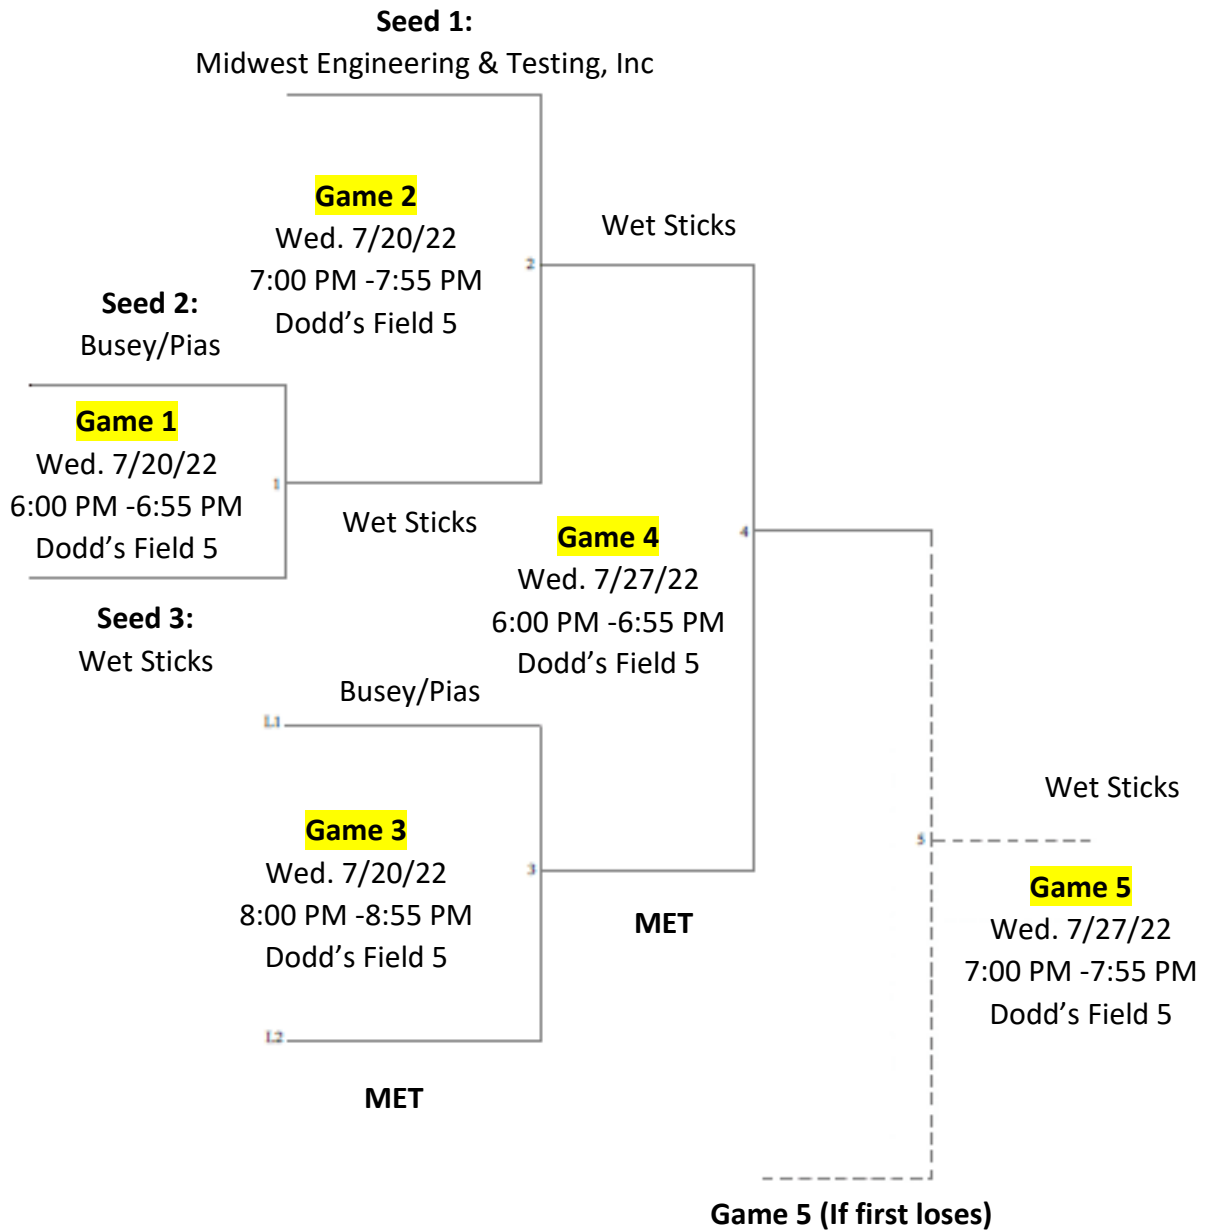 Seed 1:
Midwest Engineering & Testing, Inc
Game 2
Wed. 7/20/22
7:00 PM -7:55 PM
Dodd's Field 5
2
Wet Sticks
Seed 2:
Busey/Pias
Game 1
Wed. 7/20/22
6:00 PM -6:55 PM
Dodd's Field 5
1
Wet Sticks
Seed 3:
Wet Sticks
Game 4
Wed. 7/27/22
6:00 PM -6:55 PM
Dodd's Field 5
4
Busey/Pias
L1
Game 3
Wed. 7/20/22
8:00 PM -8:55 PM
Dodd's Field 5
3
MET
L2
MET
Wet Sticks
5
Game 5
Wed. 7/27/22
7:00 PM -7:55 PM
Dodd's Field 5
Game 5 (If first loses)